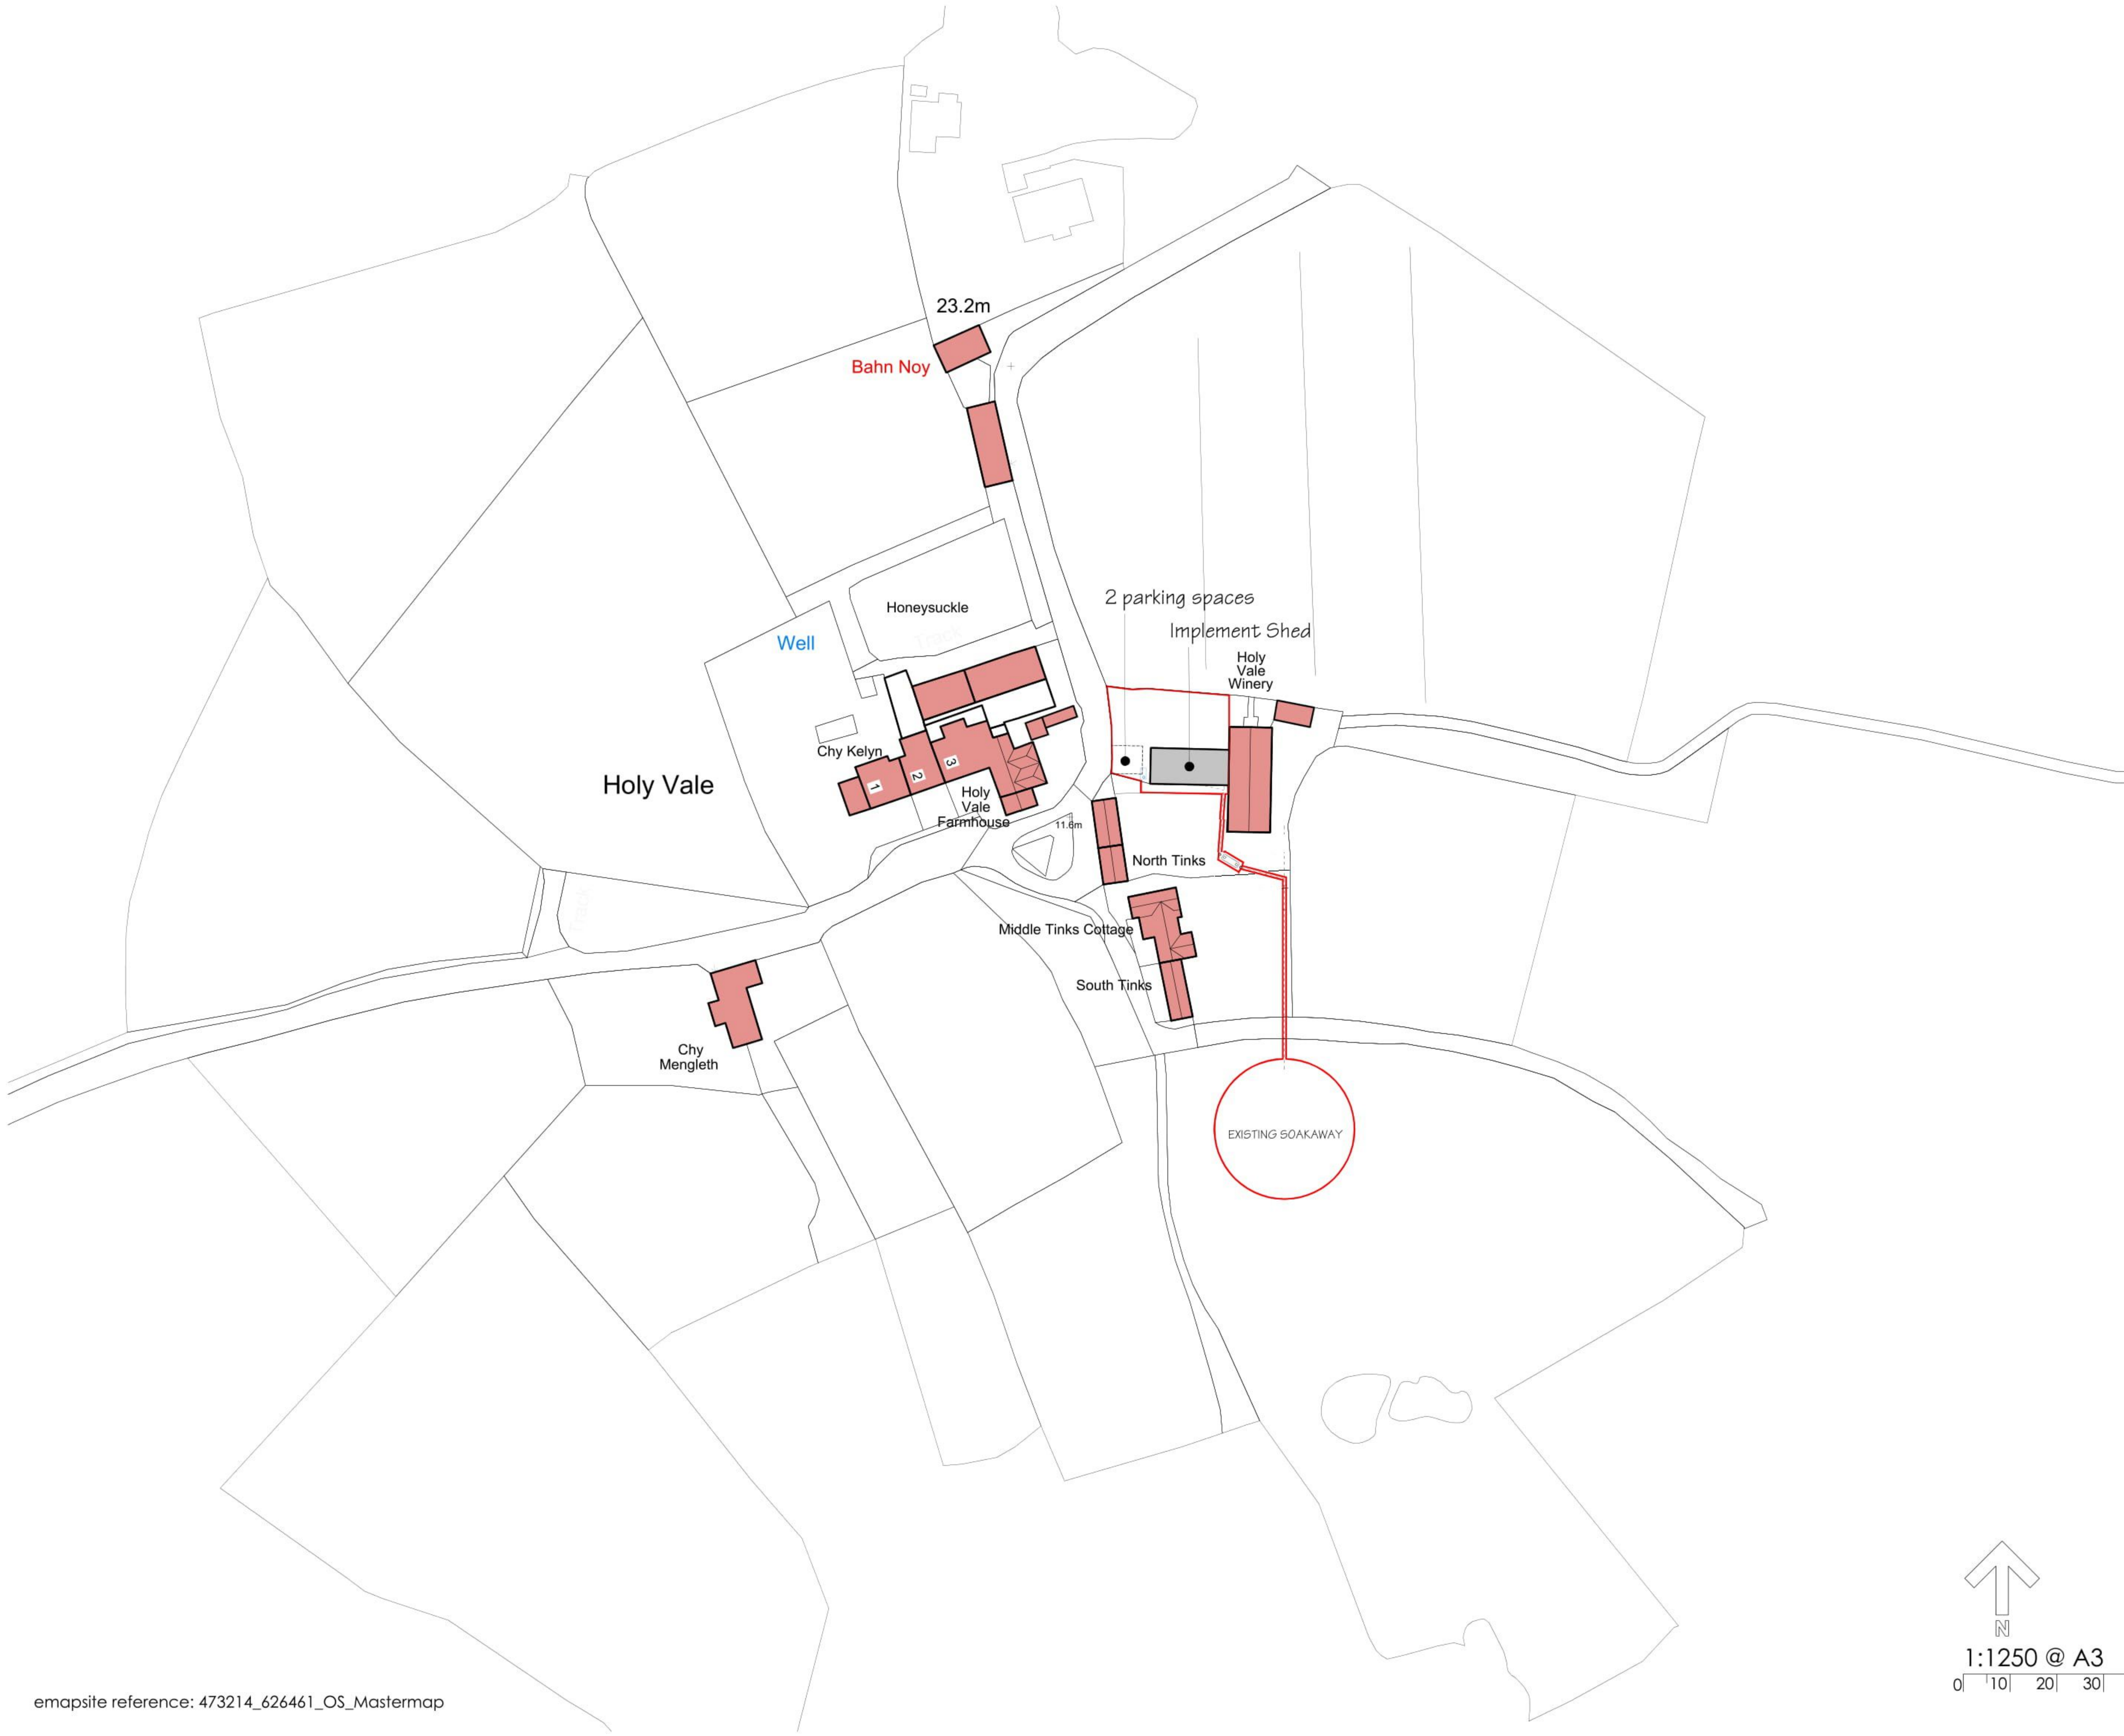 23.2m
Bahn Noy
2 parking spaces
Honeysuckle
Track
Implement Shed
Well
Holy
Vale
Winery
Chy Kelyn
1
2
3
Holy Vale
Holy
Vale
Farmhouse
11.6m
North Tinks
Track
Middle Tinks Cottage
South Tinks
Chy
Mengleth
EXISTING SOAKAWAY
N
1:1250 @ A3
0 10 20 30
emapsite reference: 473214_626461_OS_Mastermap